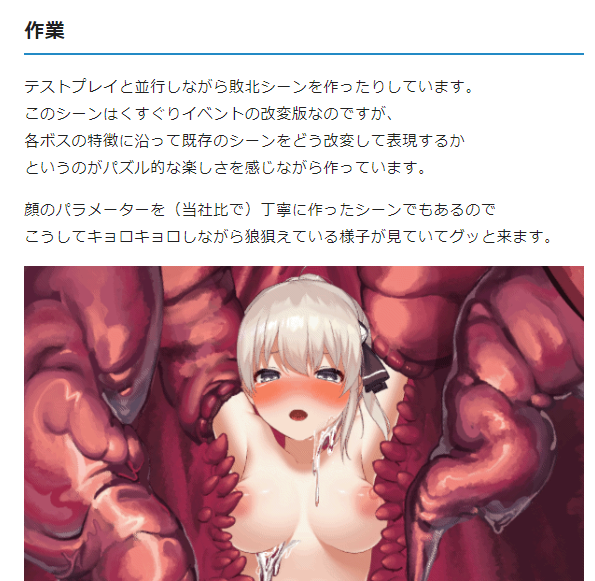 作業
テストプレイと並行しながら敗北シーンを作ったりしています。
このシーンはくすぐりイベントの改変版なのですが、
各ボスの特徴に沿って既存のシーンをどう改変して表現するか
というのがパズル的な楽しさを感じながら作っています。
顔のパラメーターを（当社比で）丁寧に作ったシーンでもあるので
こうしてキョロキョロしながら狼狽えている様子が見ていてグッと来ます。